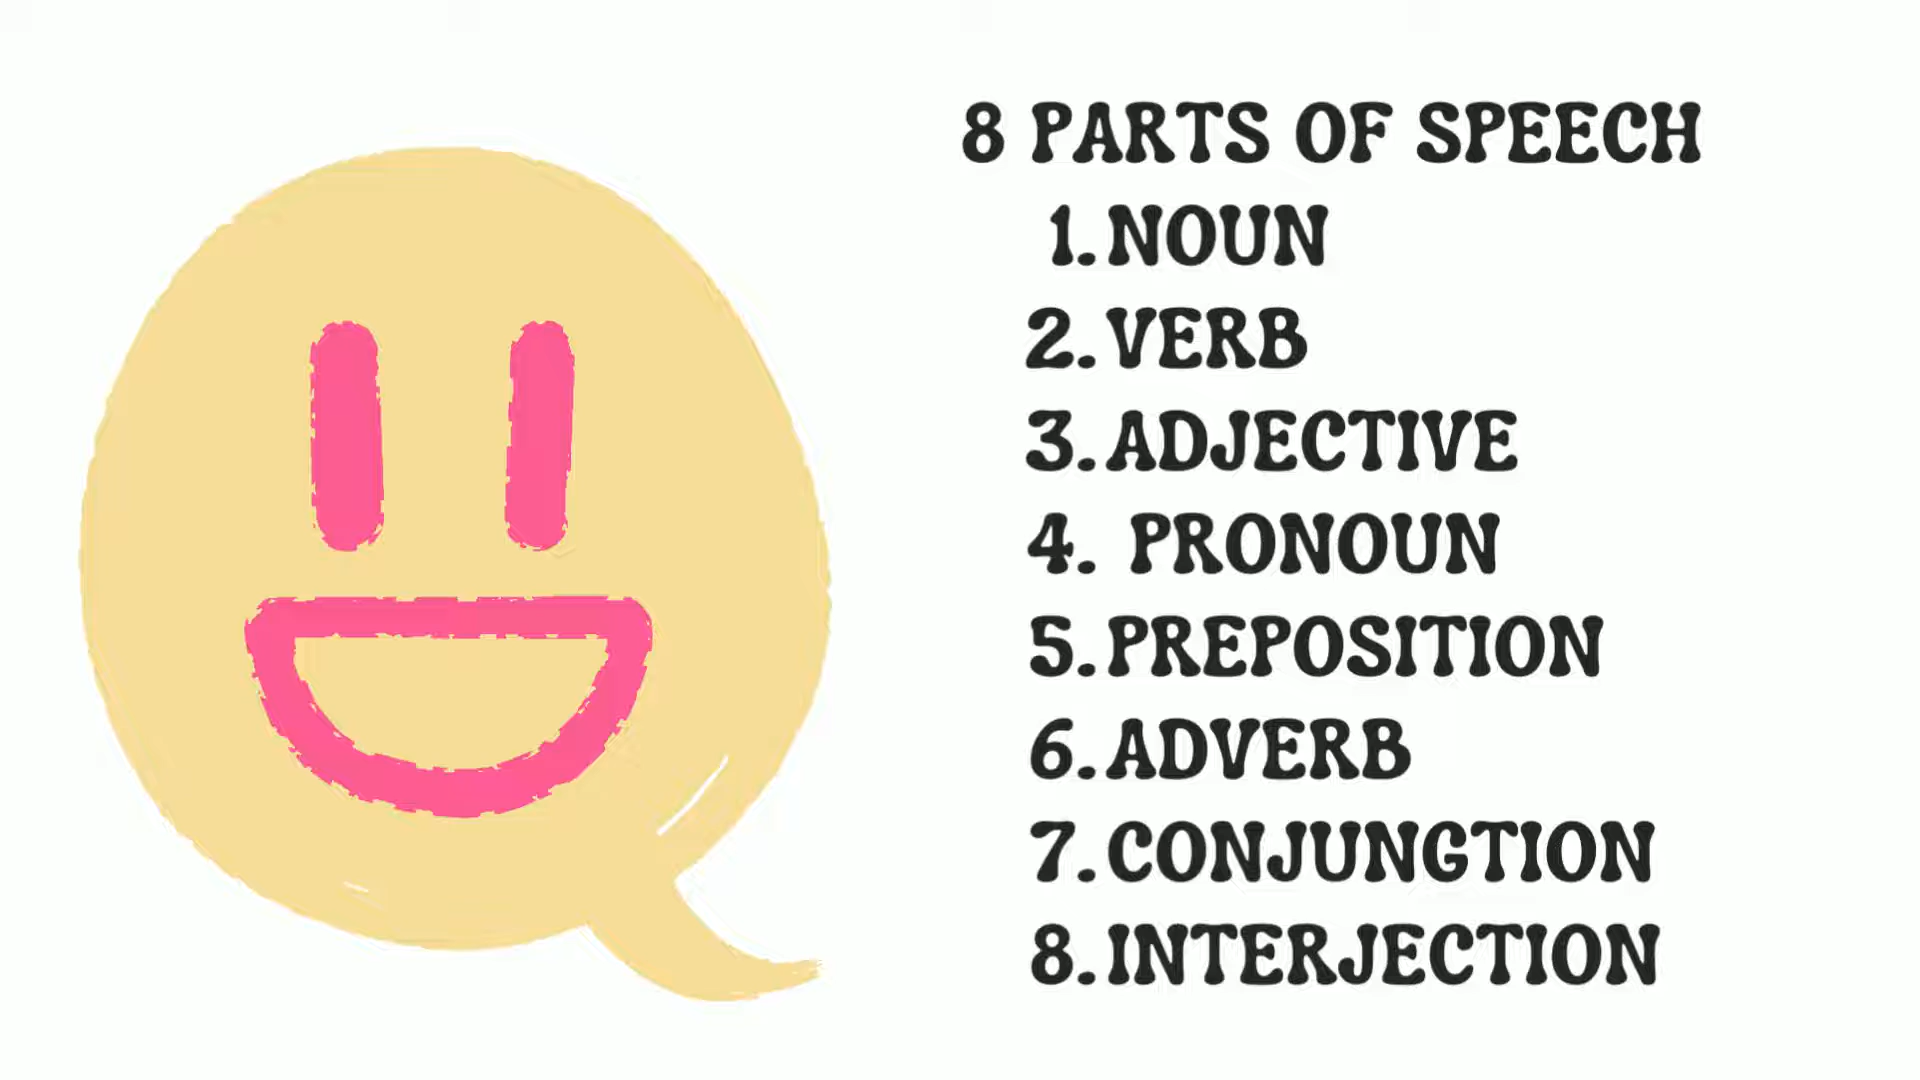 8 PARTS OF SPEECH
1. NOUN
2. VERB
3. ADJECTIVE
4. PRONOUN
5. PREPOSITION
6. ADVERB
7. CONJUNGTION
8. INTERJECTION